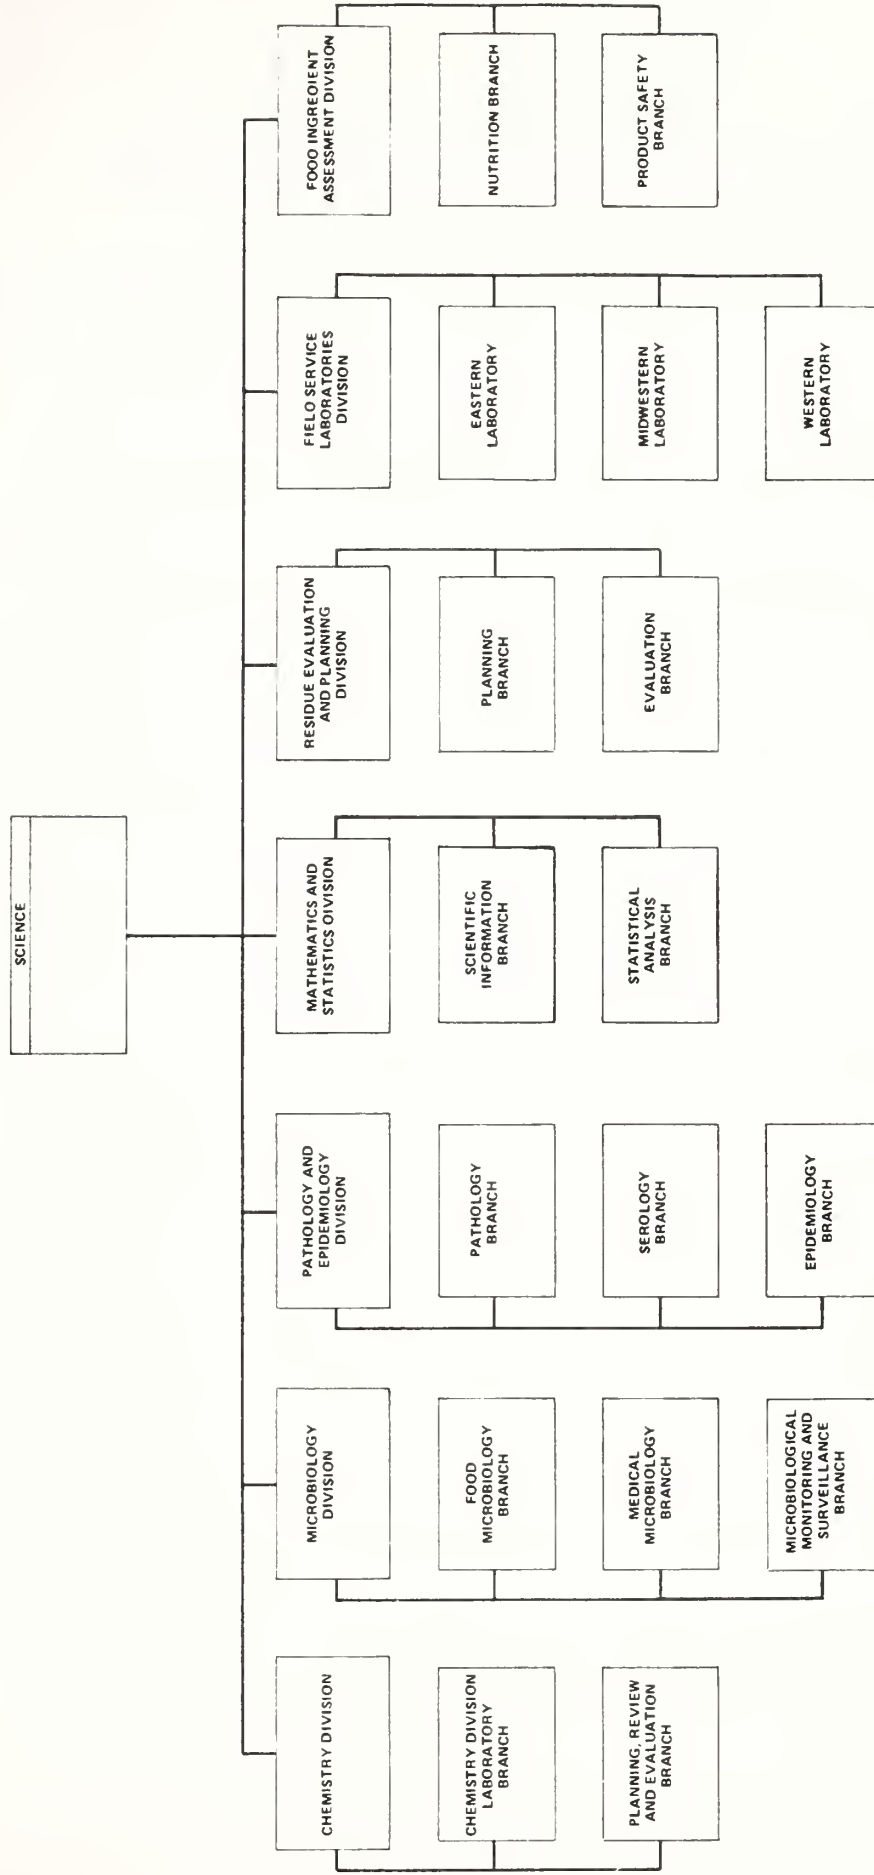 SCIENCE
CHEMISTRY DIVISION
CHEMISTRY DIVISION
LABORATORY
BRANCH
PLANNING, REVIEW
AND EVALUATION
BRANCH
MICROBIOLOGY
DIVISION
FOOD
MICROBIOLOGY
BRANCH
MEDICAL
MICROBIOLOGY
BRANCH
MICROBIOLOGICAL
MONITORING AND
SURVEILLANCE
BRANCH
PATHOLOGY AND
EPIDEMIOLOGY
DIVISION
PATHOLOGY
BRANCH
SEROLOGY
BRANCH
EPIDEMIOLOGY
BRANCH
MATHEMATICS AND
STATISTICS OIVISION
SCIENTIFIC
INFORMATION
BRANCH
STATISTICAL
ANALYSIS
BRANCH
RESIDUE EVALUATION
AND PLANNING
DIVISION
PLANNING
BRANCH
EVALUATION
BRANCH
FIELO SERVICE
LABORATORIES
DIVISION
EASTERN
LABORATORY
MIDWESTERN
LABORATORY
WESTERN
LABORATORY
FOOO INGREOIENT
ASSESSMENT DIVISION
NUTRITION BRANCH
PRODUCT SAFETY
BRANCH